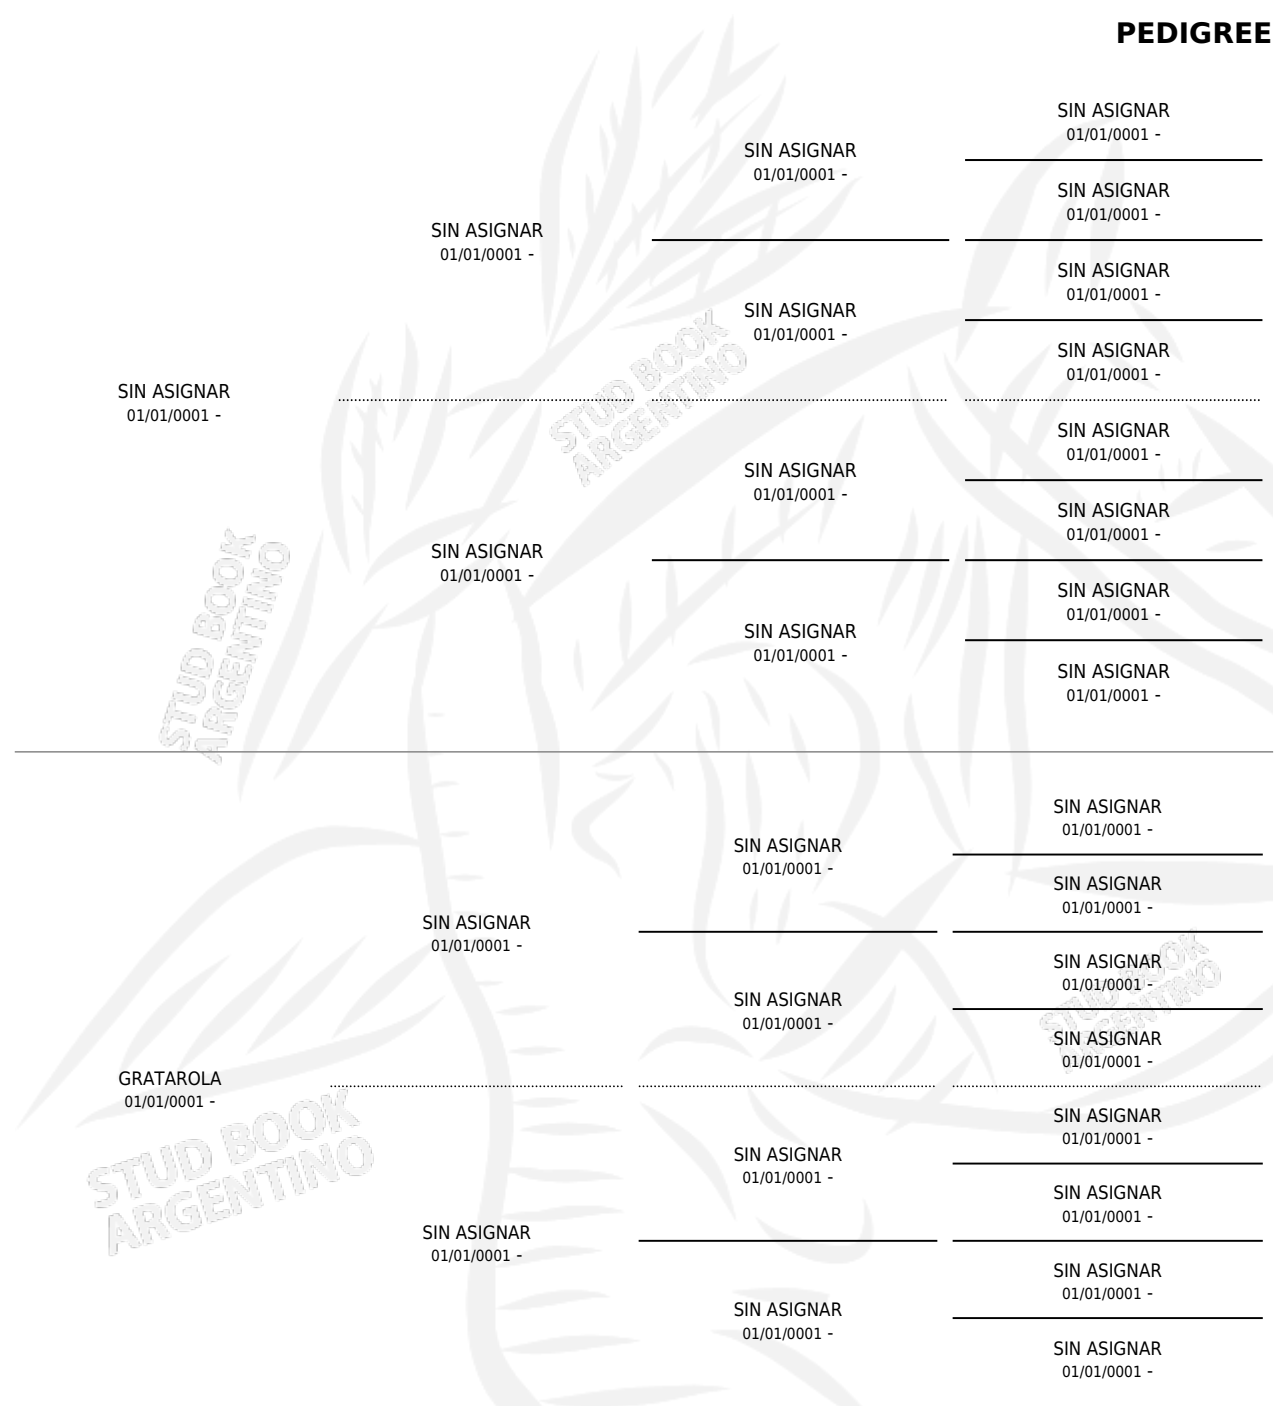 PEDIGREE
SIN ASIGNAR
01/01/0001 -
SIN ASIGNAR
01/01/0001 -
SIN ASIGNAR
01/01/0001 -
SIN ASIGNAR
01/01/0001 -
SIN ASIGNAR
01/01/0001 -
SIN ASIGNAR
01/01/0001 -
SIN ASIGNAR
01/01/0001 -
SIN ASIGNAR
01/01/0001 -
STUD BOOK
ARGENTINO
SIN ASIGNAR
01/01/0001 -
SIN ASIGNAR
01/01/0001 -
SIN ASIGNAR
01/01/0001 -
SIN ASIGNAR
01/01/0001 -
STUD BOOK
ARGENTINO
SIN ASIGNAR
01/01/0001 -
SIN ASIGNAR
01/01/0001 -
SIN ASIGNAR
01/01/0001 -
SIN ASIGNAR
01/01/0001 -
SIN ASIGNAR
01/01/0001 -
SIN ASIGNAR
01/01/0001 -
SIN ASIGNAR
01/01/0001 -
SIN ASIGNAR
01/01/0001 -
SIN ASIGNAR
01/01/0001 -
SIN ASIGNAR
01/01/0001 -
STUD BOOK
ARGENTINO
SIN ASIGNAR
01/01/0001 -
SIN ASIGNAR
01/01/0001 -
GRATAROLA
01/01/0001 -
STUD BOOK
ARGENTINO
SIN ASIGNAR
01/01/0001 -
SIN ASIGNAR
01/01/0001 -
SIN ASIGNAR
01/01/0001 -
SIN ASIGNAR
01/01/0001 -
SIN ASIGNAR
01/01/0001 -
SIN ASIGNAR
01/01/0001 -
SIN ASIGNAR
01/01/0001 -